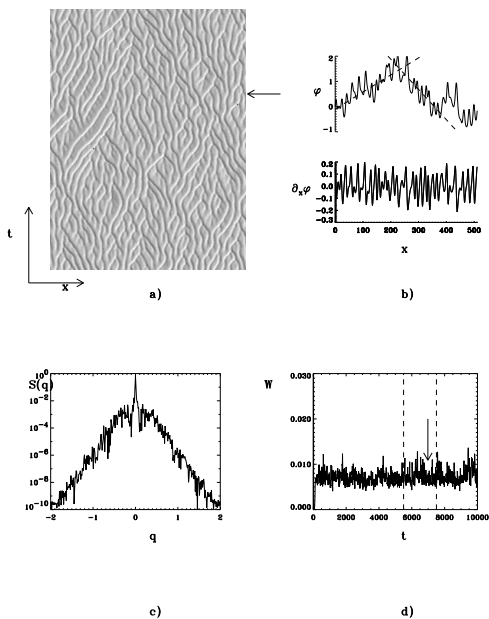 t
x
a)
φ
2
1
0
-1
∂ₓφ
0.2
0.1
0.0
-0.1
-0.2
-0.3
0 100 200 300 400 500
x
b)
S(q)
10⁰
10⁻²
10⁻⁴
10⁻⁶
10⁻⁸
10⁻¹⁰
-2 -1 0 1 2
q
c)
W
0.030
0.020
0.010
0.000
0 2000 4000 6000 8000 10000
t
d)